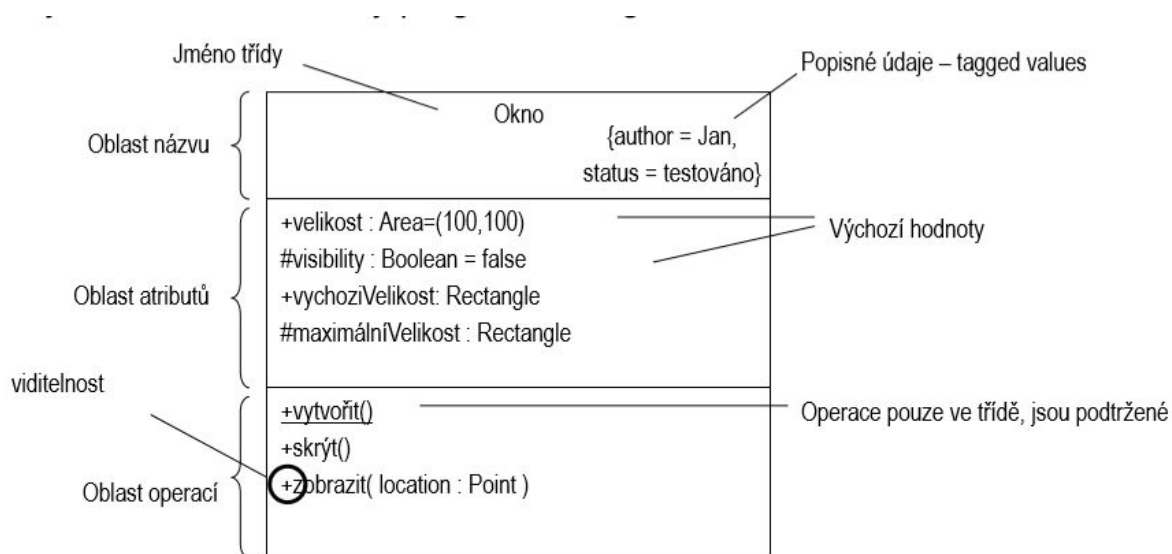 Jméno třídy
Popisné údaje – tagged values
Oblast názvu
Okno
{author = Jan,
status = testováno}
Oblast atributů
+velikost : Area=(100,100)
#visibility : Boolean = false
+vychoziVelikost: Rectangle
#maximálníVelikost : Rectangle
Výchozí hodnoty
viditelnost
Oblast operací
+vytvořit()
+skrýt()
+zobrazit( location : Point )
Operace pouze ve třídě, jsou podtržené